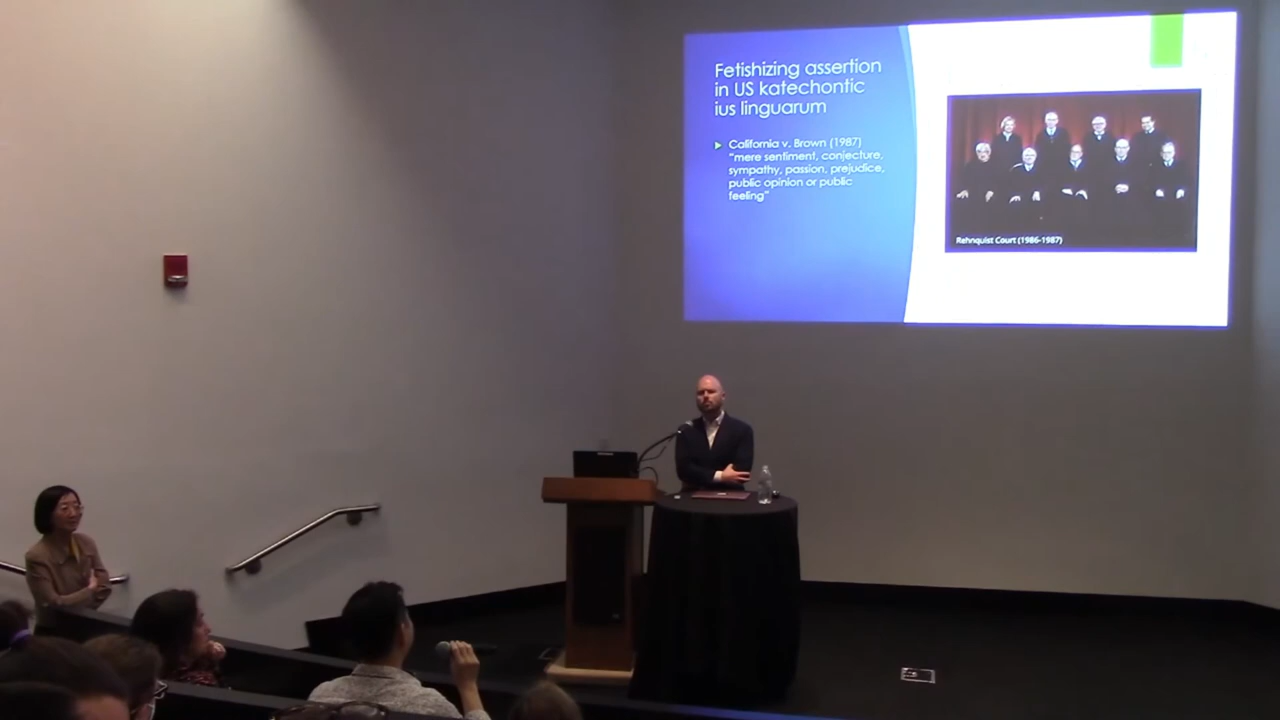 Fetishizing assertion
in US katechontic
ius linguarum
California v. Brown (1987)
"mere sentiment, conjecture,
sympathy, passion, prejudice,
public opinion or public
feeling"
Rehnquist Court (1986-1987)